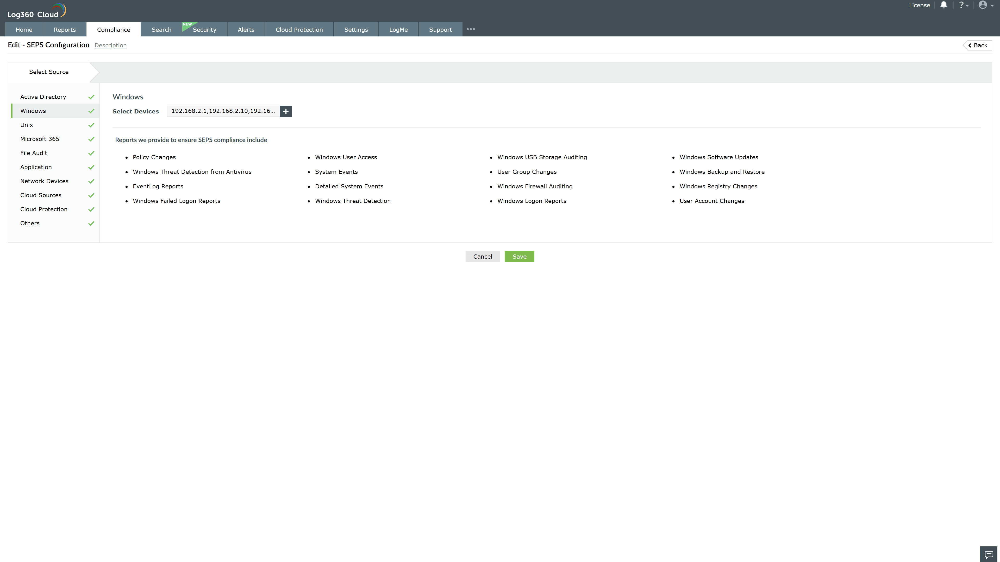 Log360 Cloud
License
?
Home Reports Compliance Search NEW Security Alerts Cloud Protection Settings LogMe Support
Edit - SEPS Configuration Description
Back
Select Source
Active Directory
Windows
Unix
Microsoft 365
File Audit
Application
Network Devices
Cloud Sources
Cloud Protection
Others
Windows
Select Devices 192.168.2.1,192.168.2.10,192.16...
Reports we provide to ensure SEPS compliance include
Policy Changes Windows User Access Windows USB Storage Auditing Windows Software Updates
Windows Threat Detection from Antivirus System Events User Group Changes Windows Backup and Restore
EventLog Reports Detailed System Events Windows Firewall Auditing Windows Registry Changes
Windows Failed Logon Reports Windows Threat Detection Windows Logon Reports User Account Changes
Cancel Save